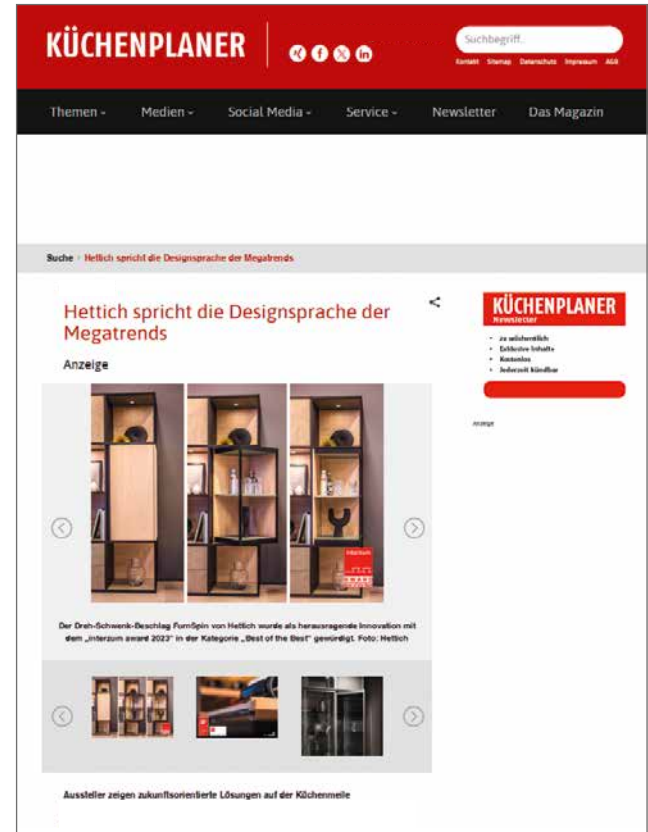 KÜCHENPLANER
Suchbegriff..
Kontakt Sitemap Datenschutz Impressum AGB
Themen Medien Social Media Service Newsletter Das Magazin
Suche Hettich spricht die Designsprache der Megatrends
Hettich spricht die Designsprache der
Megatrends
Anzeige
Der Dreh-Schwenk-Beschlag FurnSpin von Hettich wurde als herausragende Innovation mit
dem „interzum award 2023“ in der Kategorie „Best of the Best“ gewürdigt. Foto: Hettich
Aussteller zeigen zukunftsorientierte Lösungen auf der Küchenmeile
KÜCHENPLANER
Newsletter
• 2x wöchentlich
• Exklusive Inhalte
• Kostenlos
• Jederzeit kündbar
Anzeige